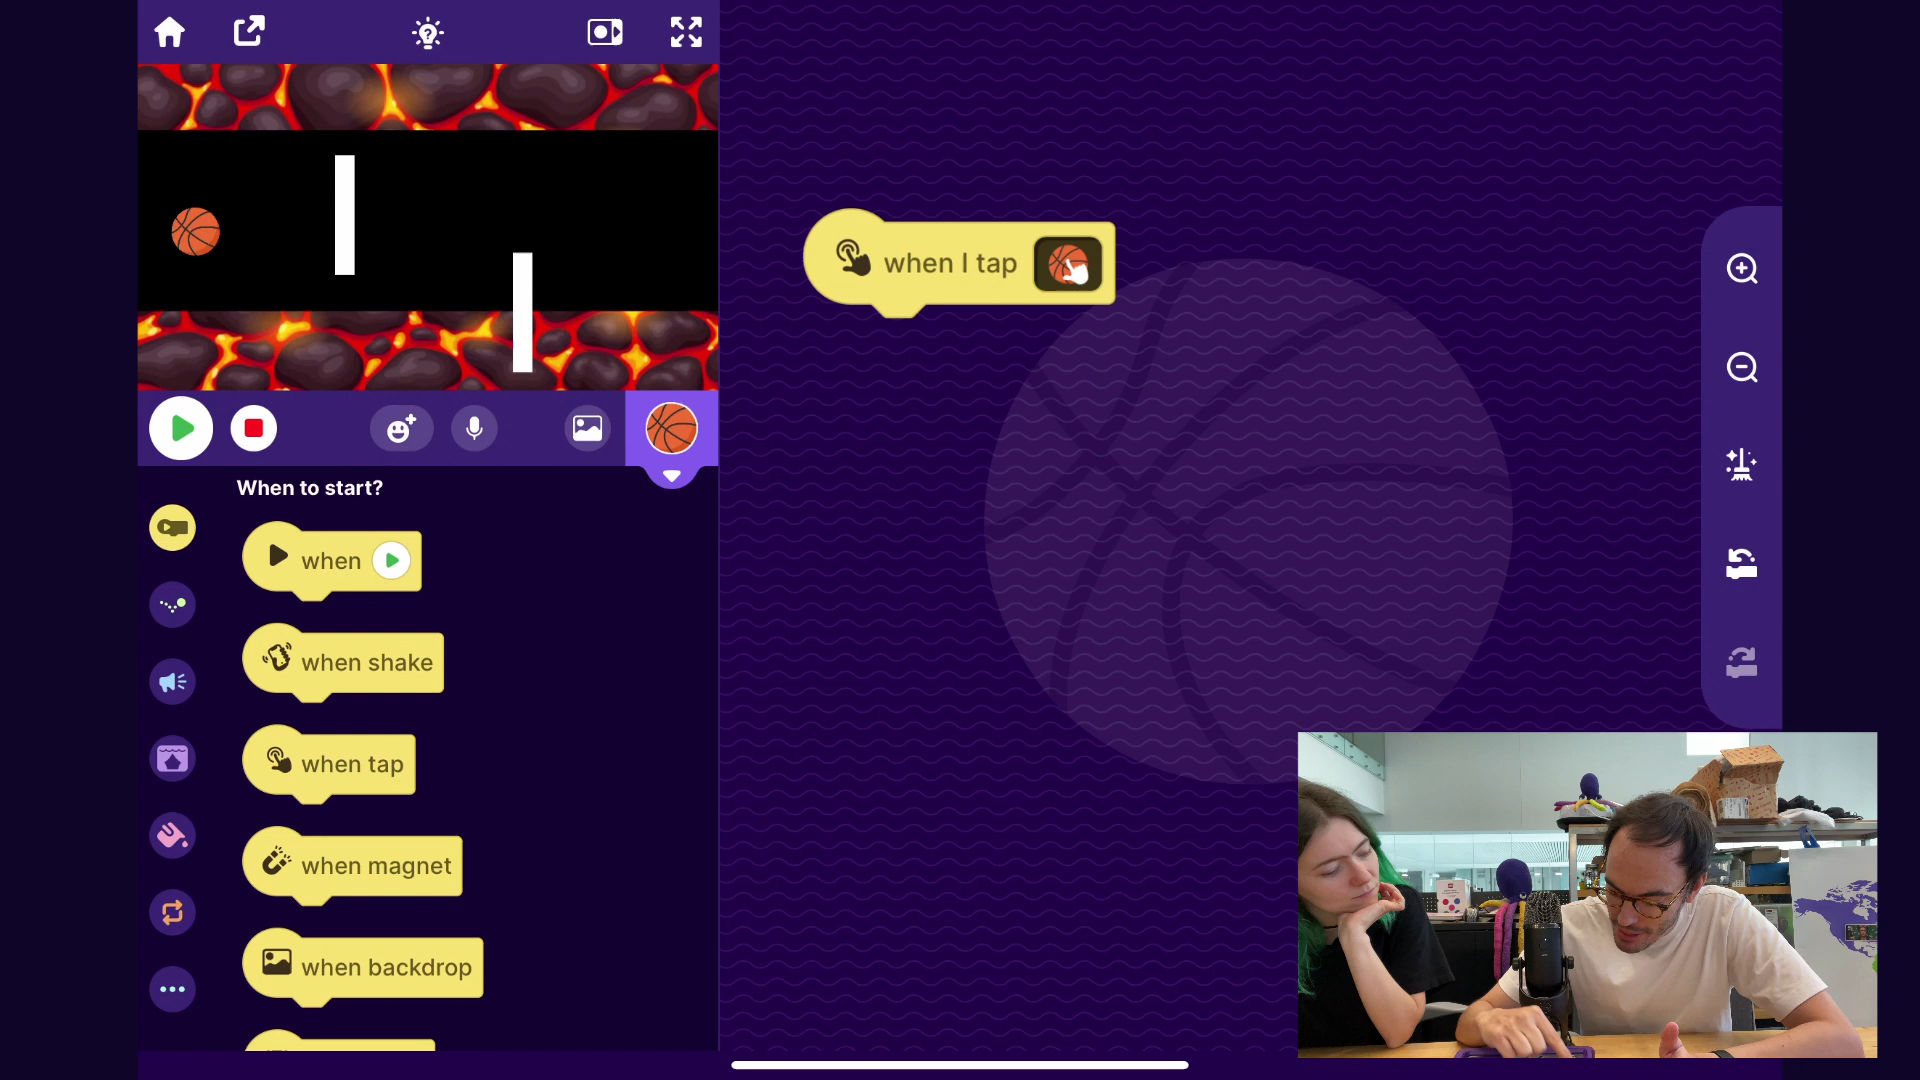 when I tap
When to start?
when
when shake
when tap
when magnet
when backdrop